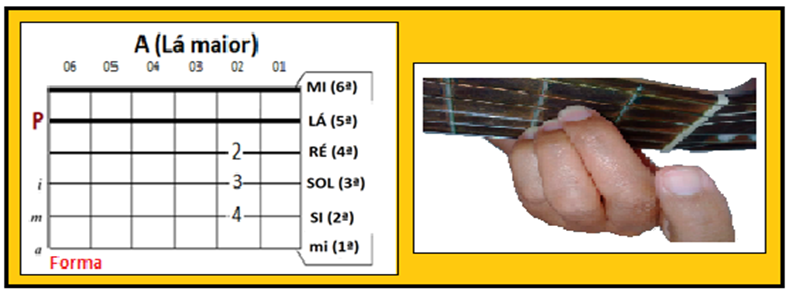 A (Lá maior)
06 05 04 03 02 01
MI (6ª)
P LÁ (5ª)
2 RÉ (4ª)
i 3 SOL (3ª)
m 4 SI (2ª)
a mi (1ª)
Forma